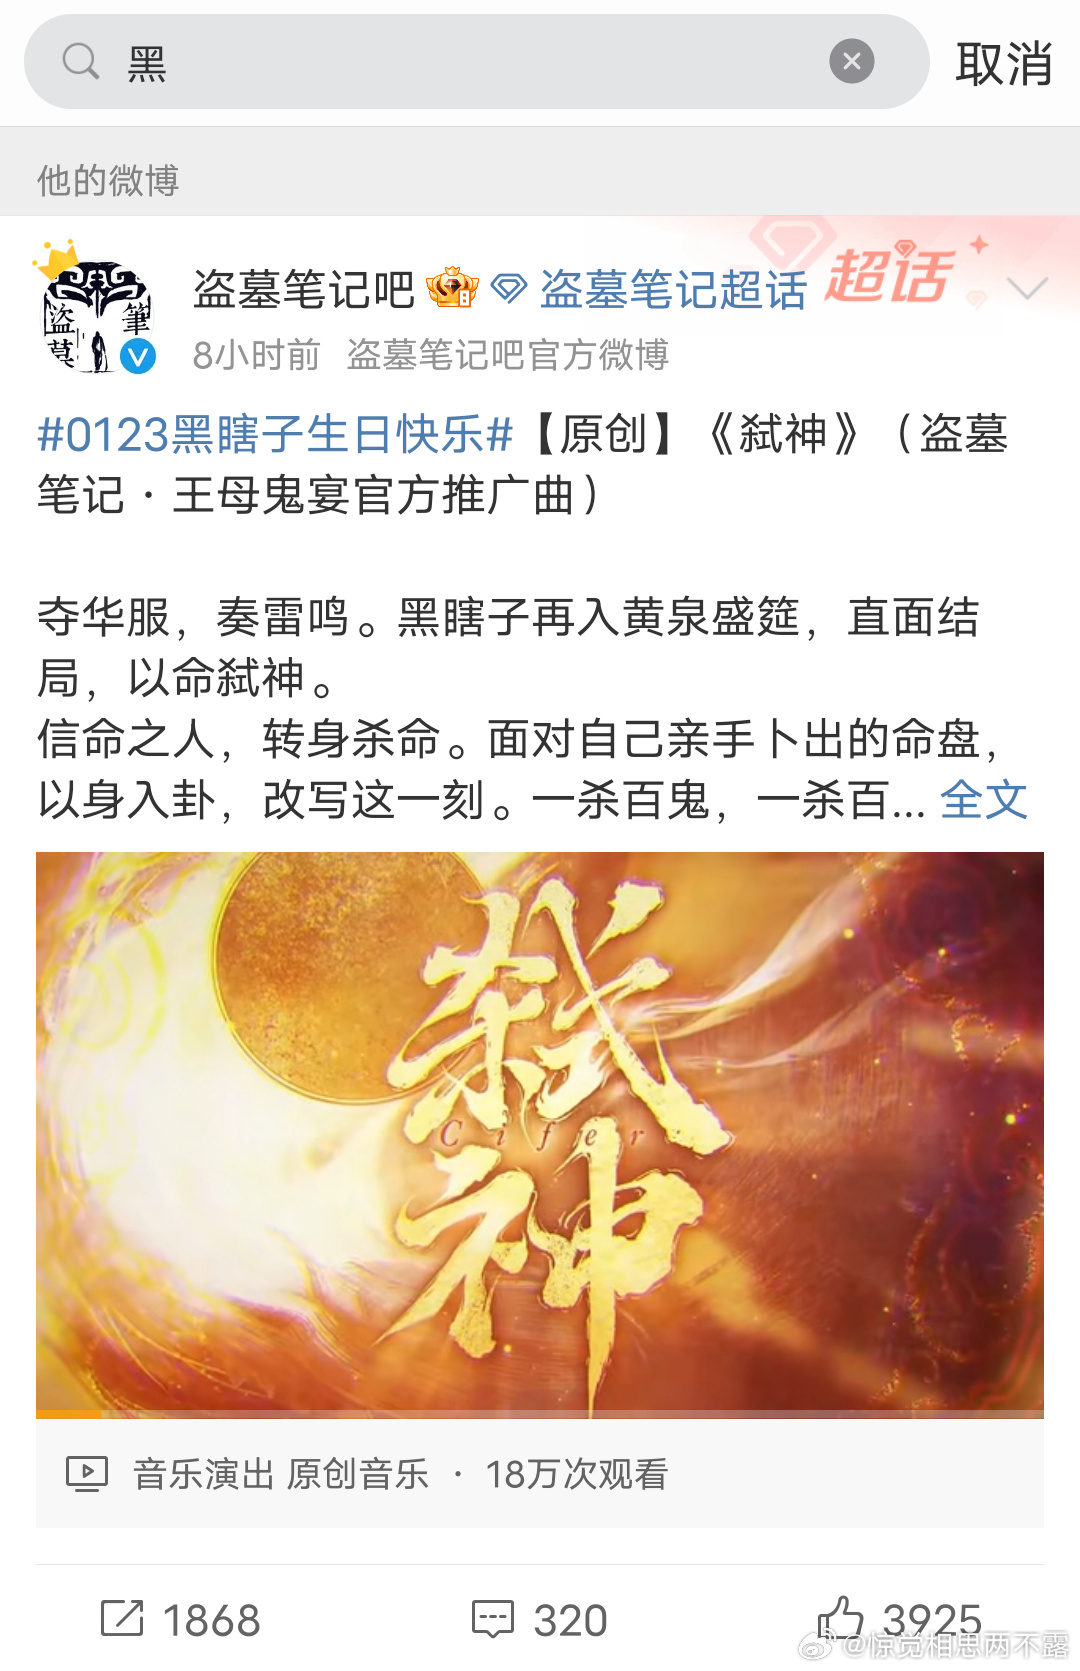 黑
取消
他的微博
盗墓笔记吧 盗墓笔记超话 超话
盗墓筆
8小时前 盗墓笔记吧官方微博
#0123黑瞎子生日快乐#【原创】《弑神》（盗墓
笔记·王母鬼宴官方推广曲）
夺华服，奏雷鸣。黑瞎子再入黄泉盛筵，直面结
局，以命弑神。
信命之人，转身杀命。面对自己亲手卜出的命盘，
以身入卦，改写这一刻。一杀百鬼，一杀百... 全文
弑
Cifer
神
音乐演出 原创音乐 · 18万次观看
1868
320
3925
@惊觉相思两不露